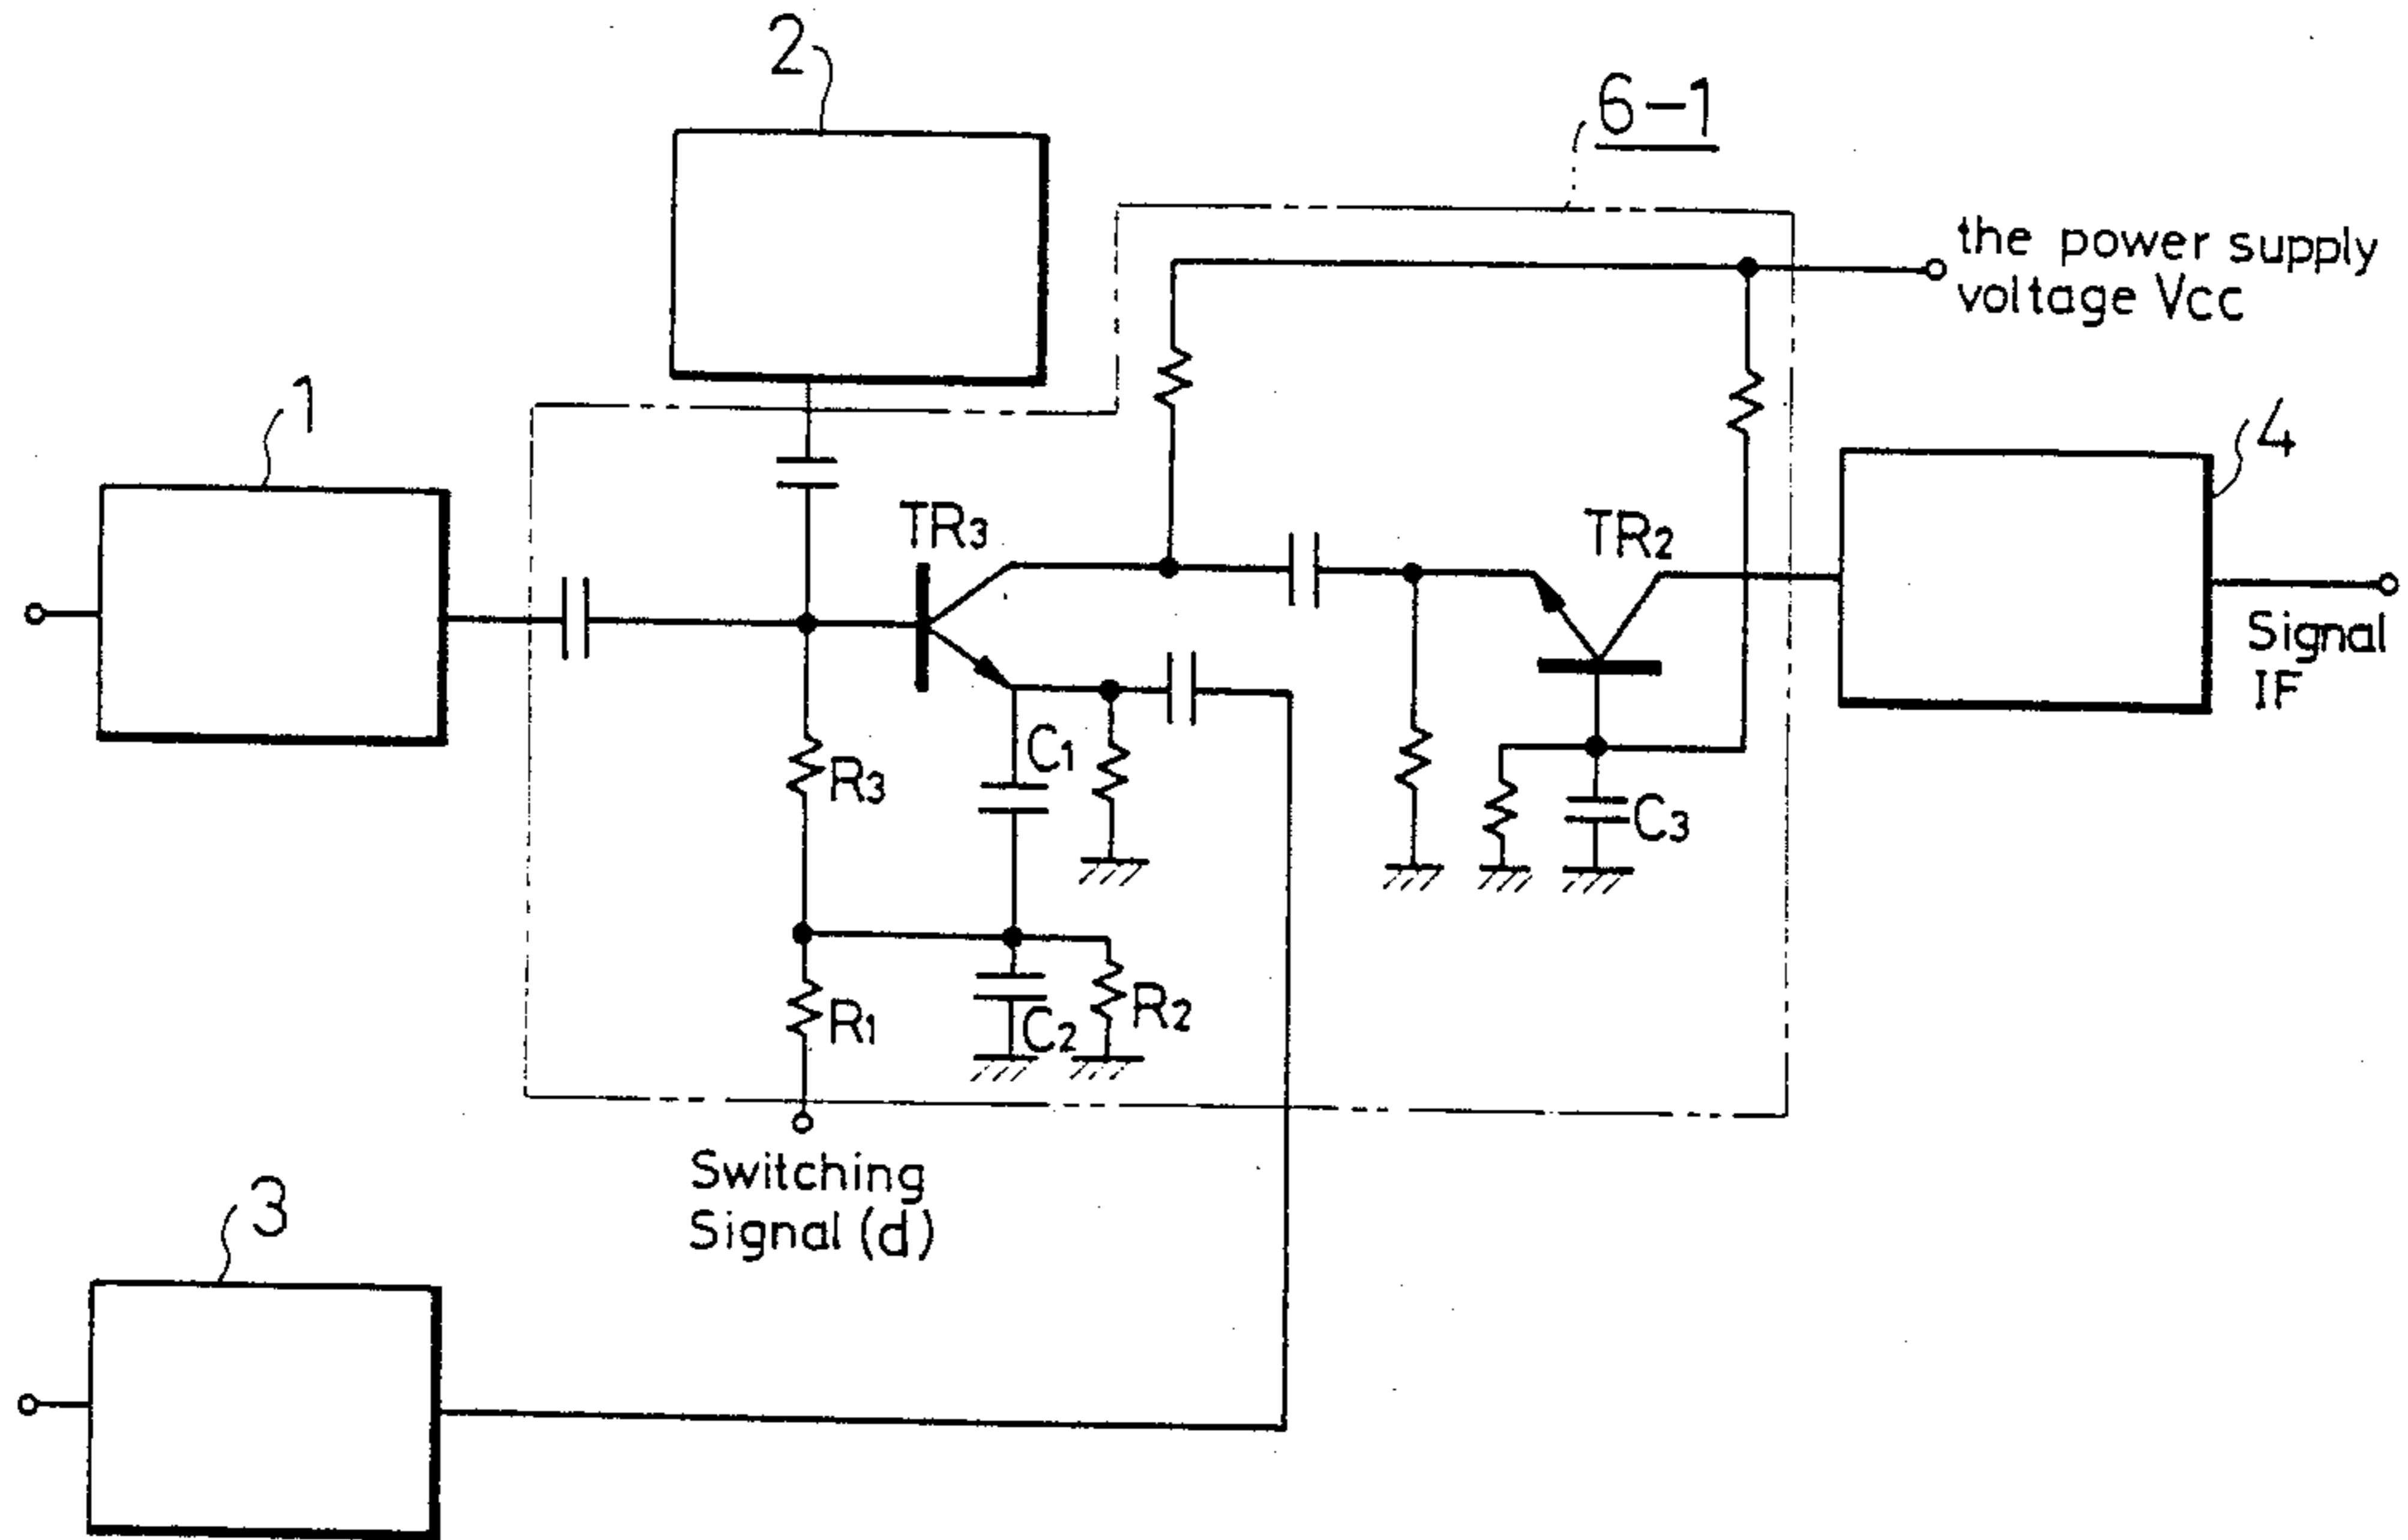 2
6-1
the power supply
voltage VCC
1
4
TR3
TR2
Signal
IF
C1
R3
C3
R1
C2
R2
Switching
Signal (d)
3